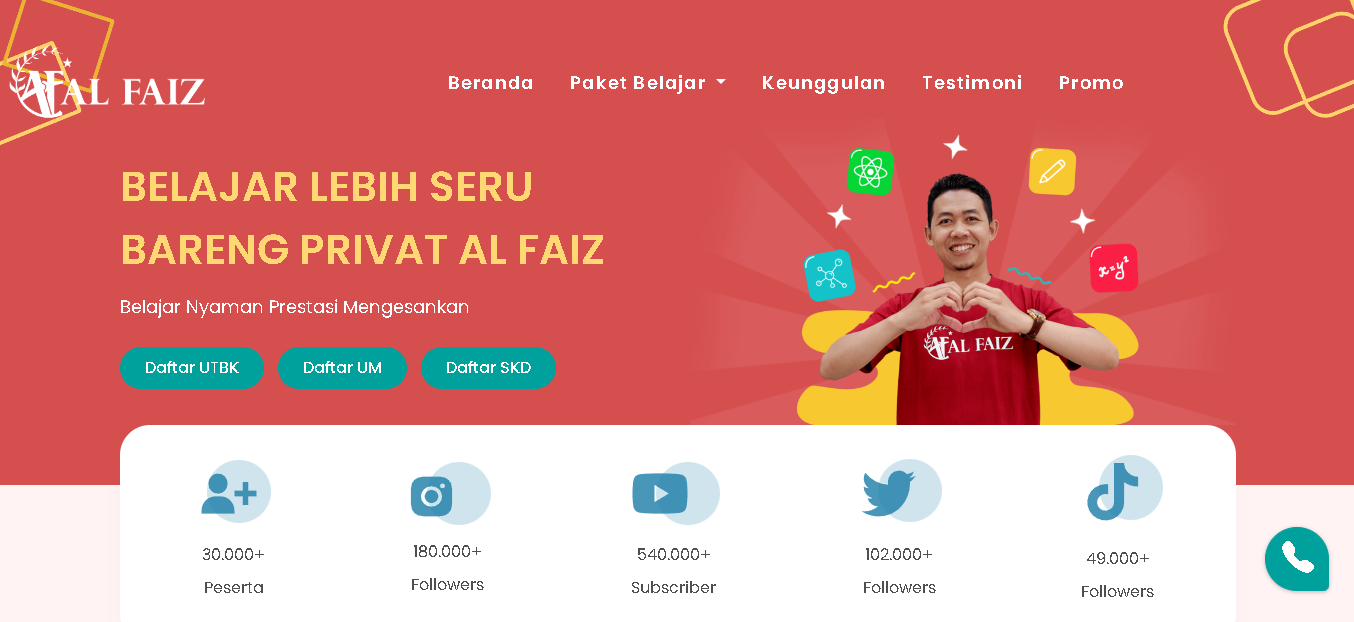 AL FAIZ
Beranda Paket Belajar Keunggulan Testimoni Promo
BELAJAR LEBIH SERU
BARENG PRIVAT AL FAIZ
Belajar Nyaman Prestasi Mengesankan
Daftar UTBK Daftar UM Daftar SKD
x=y²
AL FAIZ
30.000+ 180.000+ 540.000+ 102.000+ 49.000+
Peserta Followers Subscriber Followers Followers